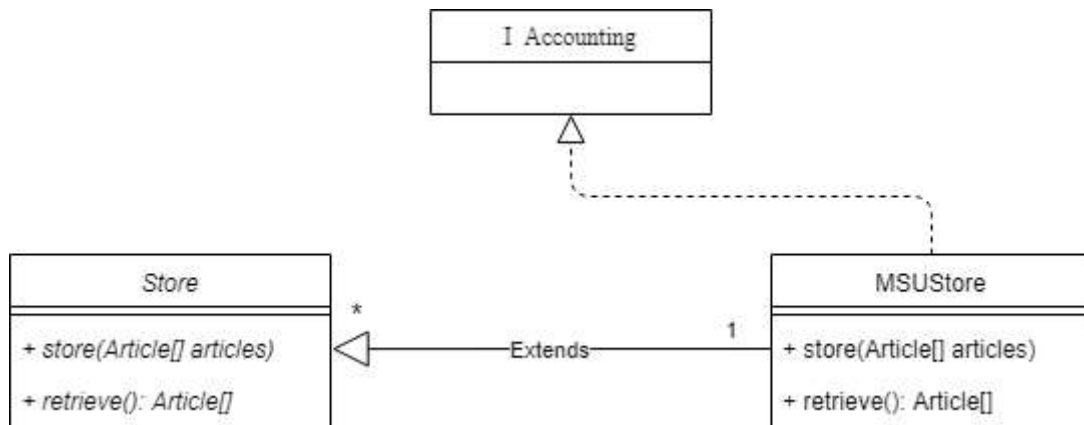 I Accounting
Store
+ store(Article[] articles)
+ retrieve(): Article[]
*
Extends
1
MSUStore
+ store(Article[] articles)
+ retrieve(): Article[]